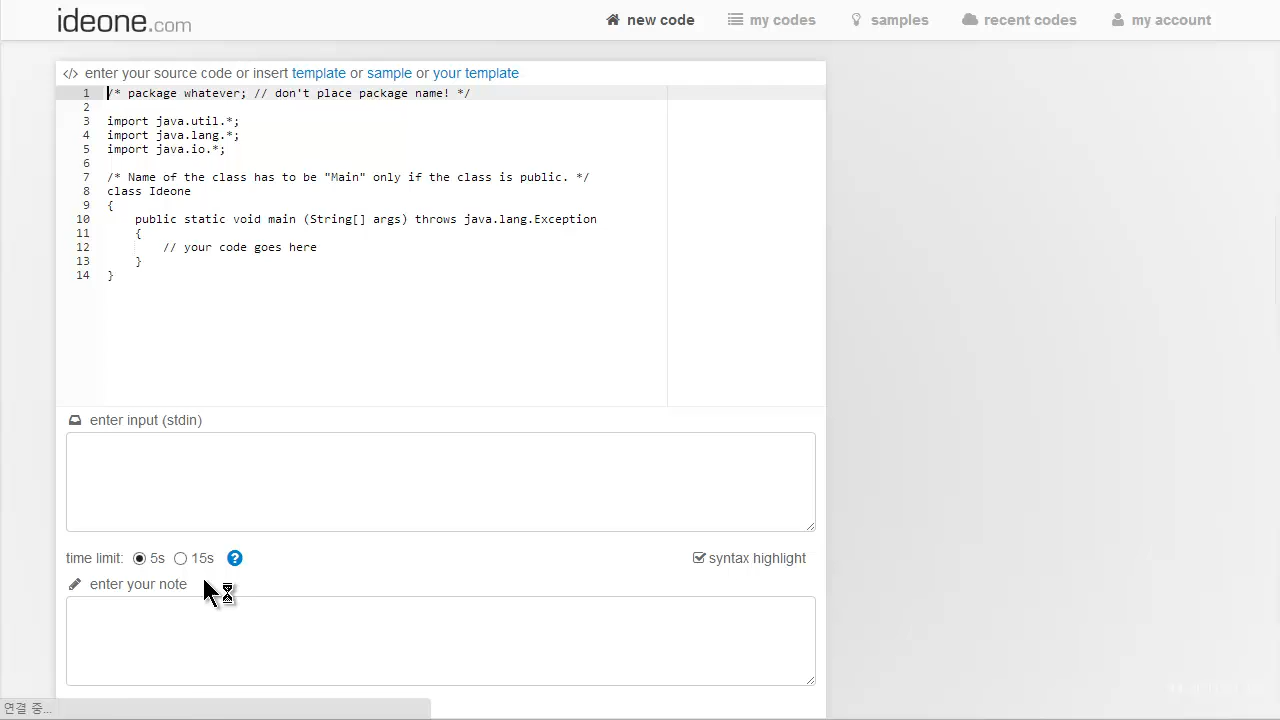 ideone.com
new code
my codes
samples
recent codes
my account
</> enter your source code or insert template or sample or your template
1 /* package whatever; // don't place package name! */
2
3 import java.util.*;
4 import java.lang.*;
5 import java.io.*;
6
7 /* Name of the class has to be "Main" only if the class is public. */
8 class Ideone
9 {
10 public static void main (String[] args) throws java.lang.Exception
11 {
12 // your code goes here
13 }
14 }
enter input (stdin)
time limit: 5s 15s ? syntax highlight
enter your note
연결 중...